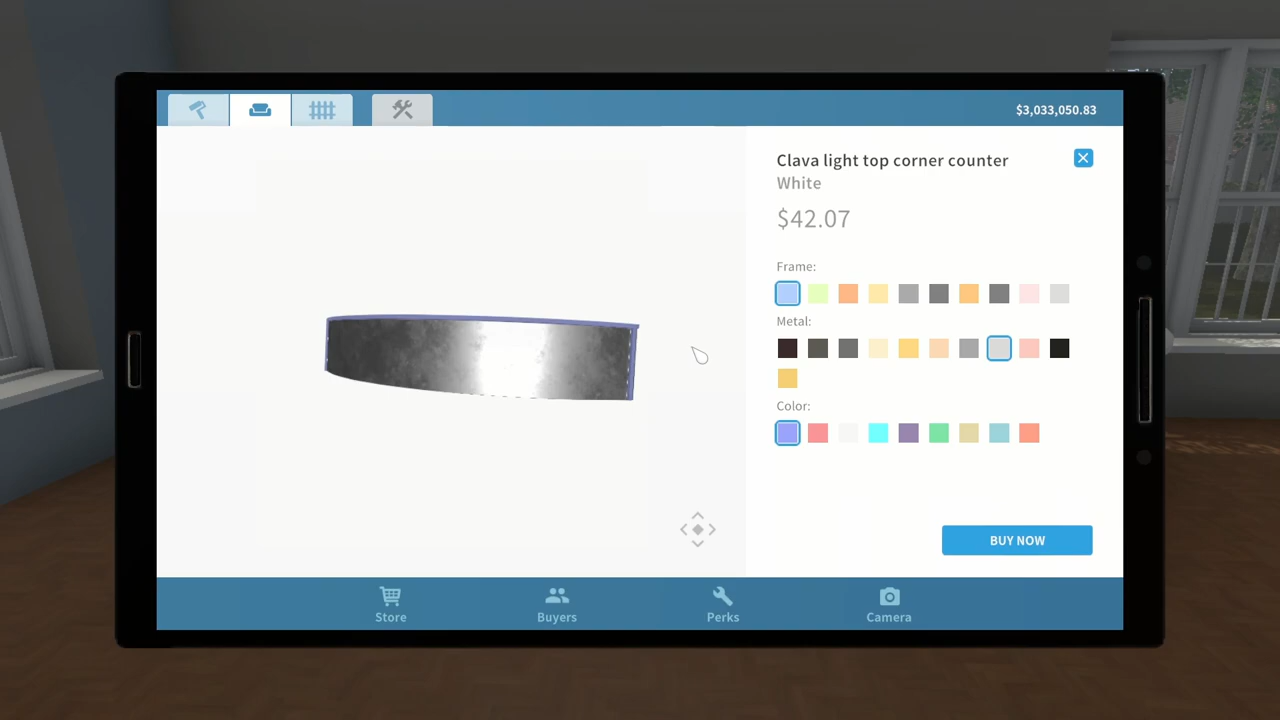 $3,033,050.83
Clava light top corner counter
White
$42.07
Frame:
Metal:
Color:
BUY NOW
Store
Buyers
Perks
Camera